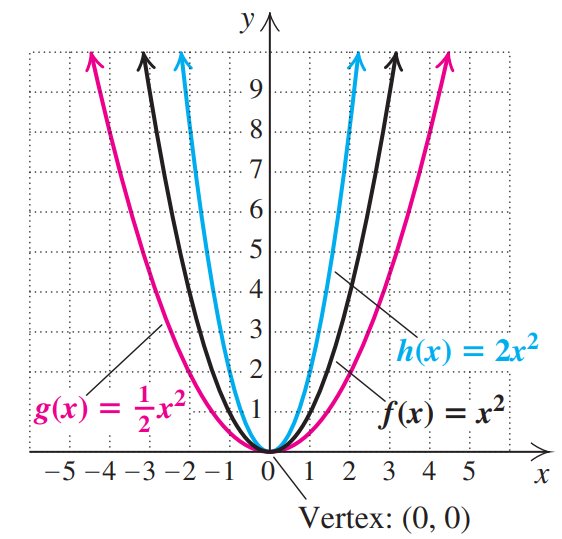 y
9
8
7
6
5
4
3
2
1
h(x) = 2x²
g(x) = ½x²
f(x) = x²
−5 −4 −3 −2 −1 0 1 2 3 4 5 x
Vertex: (0, 0)